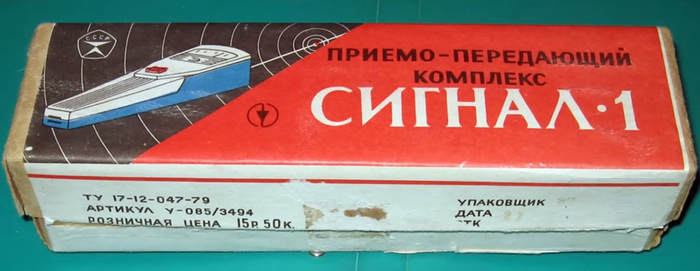 СССР
ПРИЕМО-ПЕРЕДАЮЩИЙ
КОМПЛЕКС
СИГНАЛ·1
ТУ 17-12-047-79
АРТИКУЛ У-085/3494
РОЗНИЧНАЯ ЦЕНА 15р. 50к.
УПАКОВЩИК
ДАТА